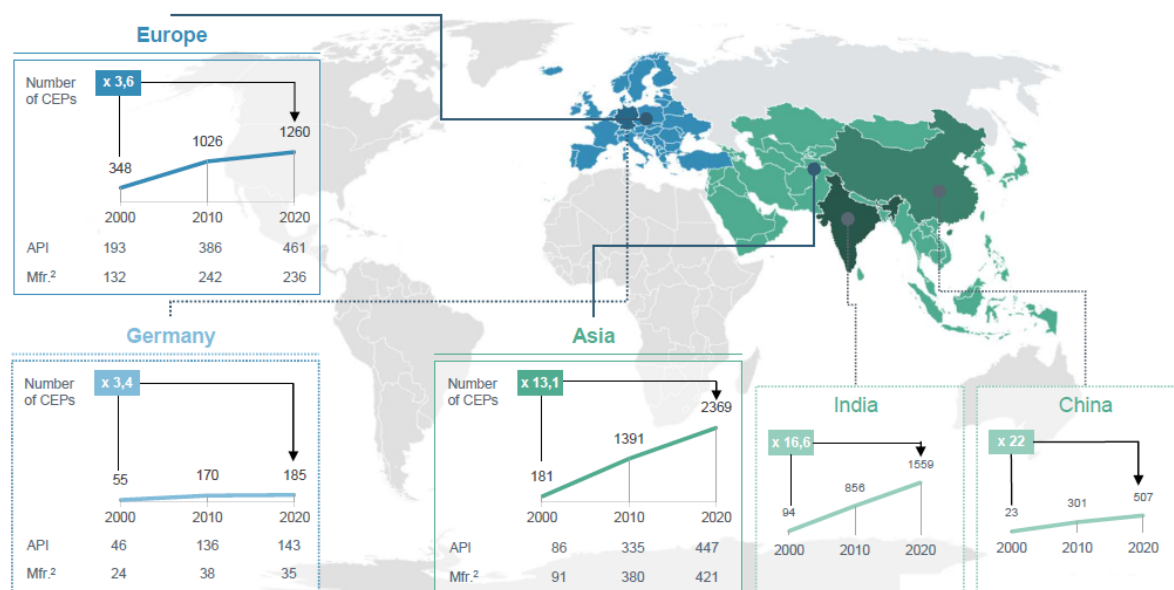 Europe
Number
of CEPs
x 3,6
348
1026
1260
2000 2010 2020
API 193 386 461
Mfr.² 132 242 236
Germany
Number
of CEPs
x 3,4
55
170
185
2000 2010 2020
API 46 136 143
Mfr.² 24 38 35
Asia
Number
of CEPs
x 13,1
181
1391
2369
2000 2010 2020
API 86 335 447
Mfr.² 91 380 421
India
x 16,6
94
856
1559
2000 2010 2020
China
x 22
23
301
507
2000 2010 2020